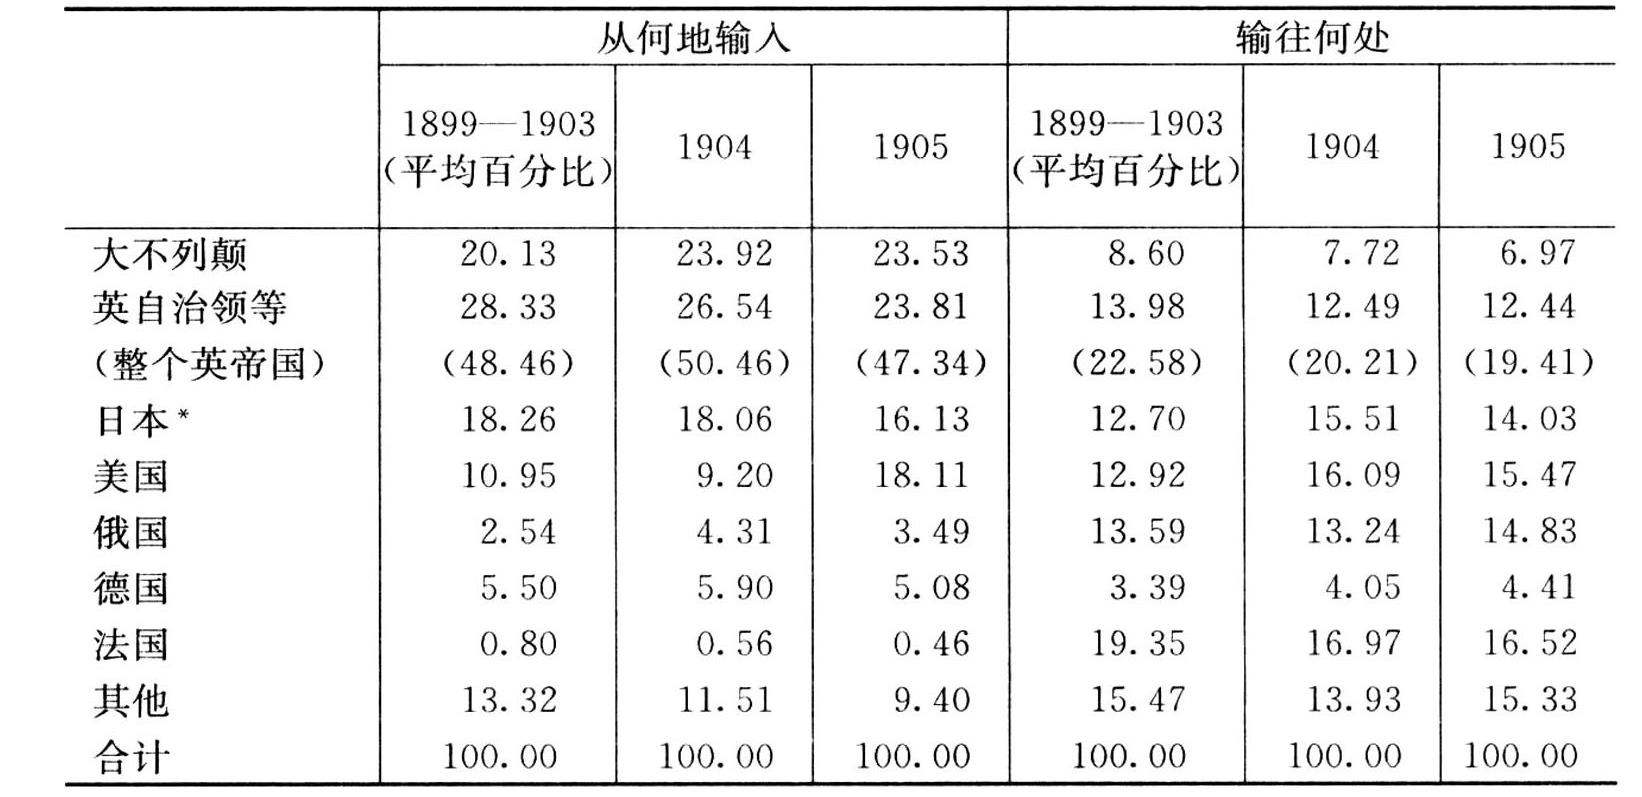 从何地输入 输往何处
1899—1903 1904 1905 1899—1903 1904 1905
(平均百分比) (平均百分比)
大不列颠 20.13 23.92 23.53 8.60 7.72 6.97
英自治领等 28.33 26.54 23.81 13.98 12.49 12.44
(整个英帝国) (48.46) (50.46) (47.34) (22.58) (20.21) (19.41)
日本* 18.26 18.06 16.13 12.70 15.51 14.03
美国 10.95 9.20 18.11 12.92 16.09 15.47
俄国 2.54 4.31 3.49 13.59 13.24 14.83
德国 5.50 5.90 5.08 3.39 4.05 4.41
法国 0.80 0.56 0.46 19.35 16.97 16.52
其他 13.32 11.51 9.40 15.47 13.93 15.33
合计 100.00 100.00 100.00 100.00 100.00 100.00